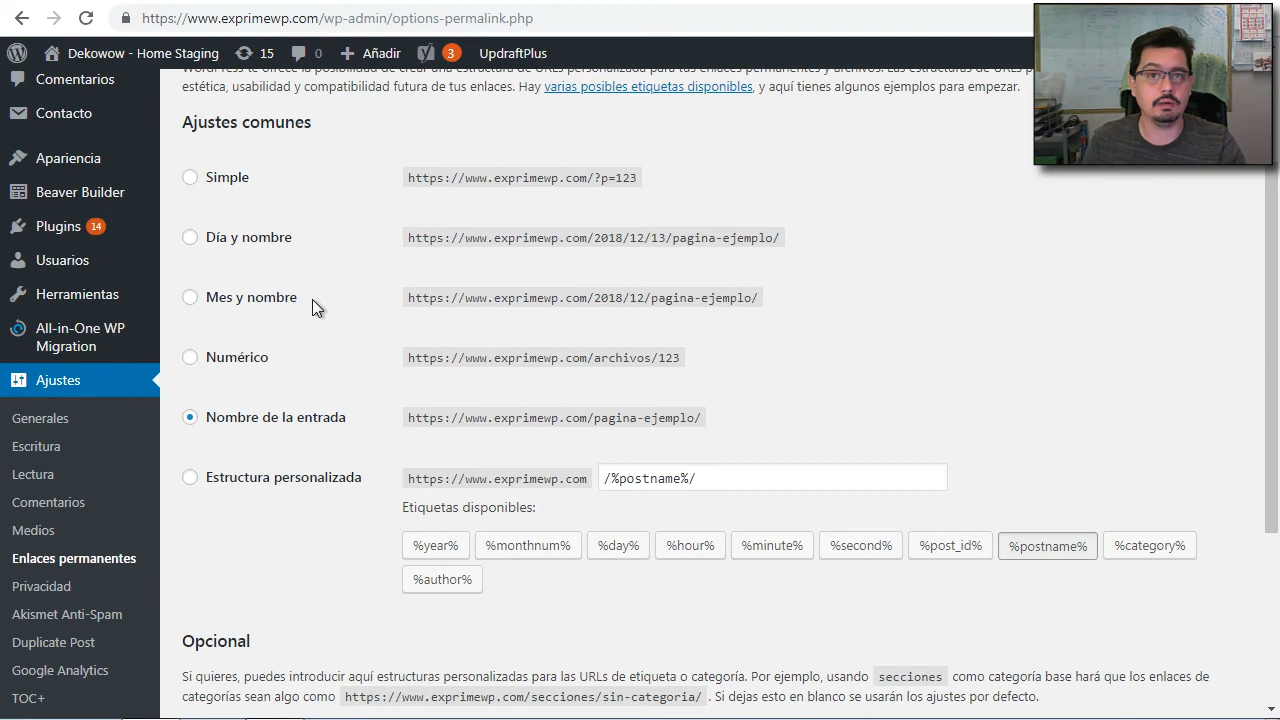 https://www.exprimewp.com/wp-admin/options-permalink.php
Dekowow - Home Staging 15 0 Añadir 3 UpdraftPlus
Comentarios
Contacto
Apariencia
Beaver Builder
Plugins 14
Usuarios
Herramientas
All-in-One WP
Migration
Ajustes
Generales
Escritura
Lectura
Comentarios
Medios
Enlaces permanentes
Privacidad
Akismet Anti-Spam
Duplicate Post
Google Analytics
TOC+
estética, usabilidad y compatibilidad futura de tus enlaces. Hay varias posibles etiquetas disponibles, y aquí tienes algunos ejemplos para empezar.
Ajustes comunes
Simple https://www.exprimewp.com/?p=123
Día y nombre https://www.exprimewp.com/2018/12/13/pagina-ejemplo/
Mes y nombre https://www.exprimewp.com/2018/12/pagina-ejemplo/
Numérico https://www.exprimewp.com/archivos/123
Nombre de la entrada https://www.exprimewp.com/pagina-ejemplo/
Estructura personalizada https://www.exprimewp.com /%postname%/
Etiquetas disponibles:
%year% %monthnum% %day% %hour% %minute% %second% %post_id% %postname% %category%
%author%
Opcional
Si quieres, puedes introducir aquí estructuras personalizadas para las URLs de etiqueta o categoría. Por ejemplo, usando secciones como categoría base hará que los enlaces de
categorías sean algo como https://www.exprimewp.com/secciones/sin-categoria/ . Si dejas esto en blanco se usarán los ajustes por defecto.